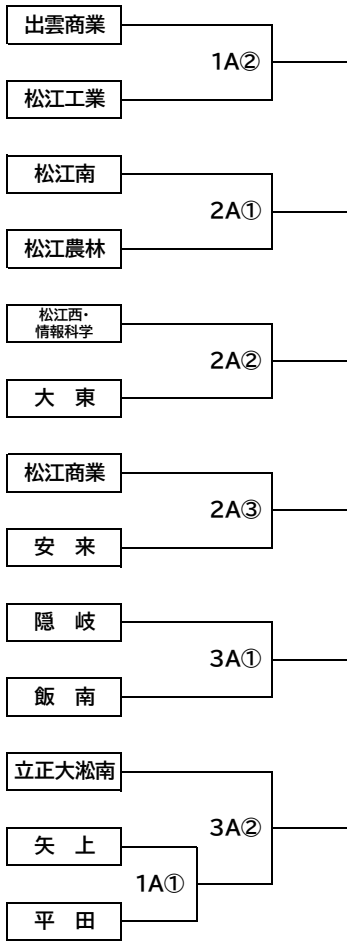 出雲商業
1A②
松江工業
松江南
2A①
松江農林
松江西・
情報科学
2A②
大　東
松江商業
2A③
安　来
隠　岐
3A①
飯　南
立正大淞南
3A②
矢　上
1A①
平　田